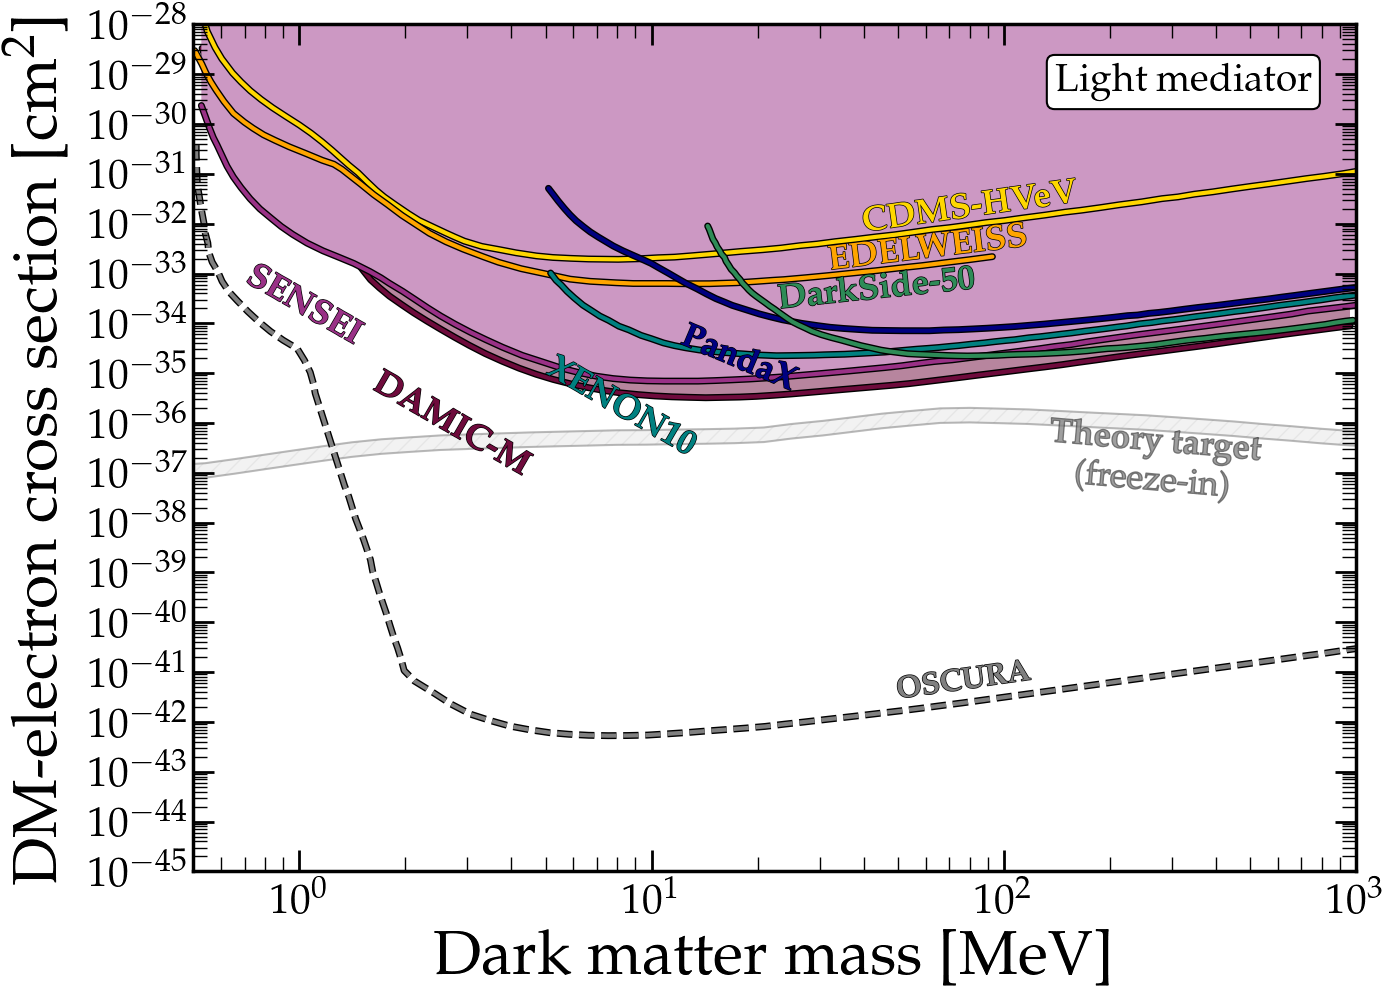 10−28
10−29
10−30
10−31
10−32
10−33
10−34
10−35
10−36
10−37
10−38
10−39
10−40
10−41
10−42
10−43
10−44
10−45
DM-electron cross section [cm2]
Light mediator
CDMS-HVeV
EDELWEISS
DarkSide-50
SENSEI
PandaX
XENON10
DAMIC-M
Theory target
(freeze-in)
OSCURA
100
101
102
103
Dark matter mass [MeV]